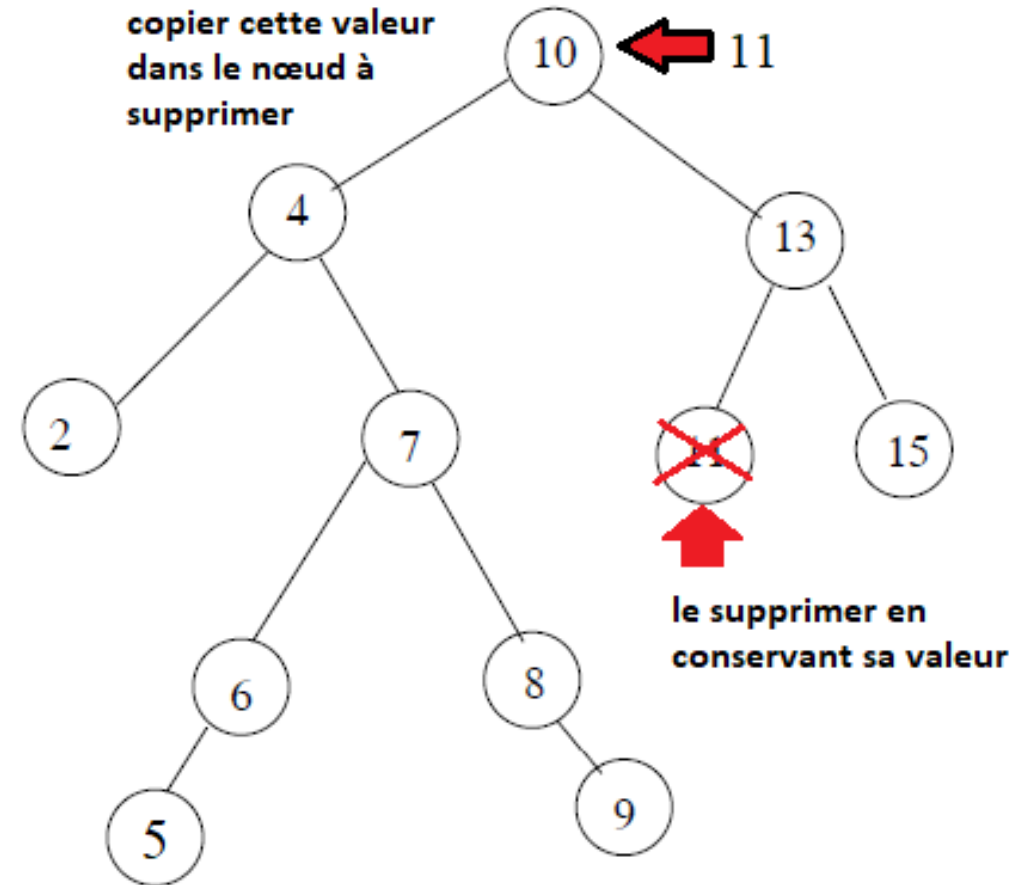 copier cette valeur
dans le nœud à
supprimer
10
11
4
13
2
7
11
15
le supprimer en
conservant sa valeur
6
8
5
9